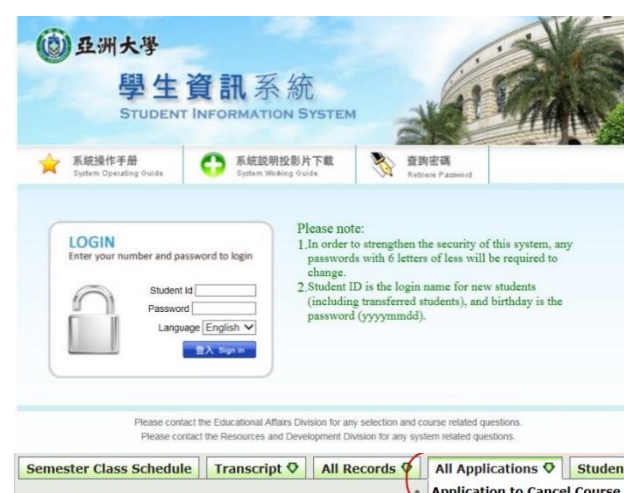 亞洲大學
學生資訊系統
STUDENT INFORMATION SYSTEM
系統操作手册
System Operating Guide
系統説明投影片下載
System Working Guide
查詢密碼
Retrieve Password
LOGIN
Enter your number and password to login
Student Id
Password
Language English
登入 Sign in
Please note:
1.In order to strengthen the security of this system, any
passwords with 6 letters of less will be required to
change.
2.Student ID is the login name for new students
(including transferred students), and birthday is the
password (yyyymmdd).
Please contact the Educational Affairs Division for any selection and course related questions.
Please contact the Resources and Development Division for any system related questions.
Semester Class Schedule Transcript All Records All Applications Studen
Application to Cancel Course